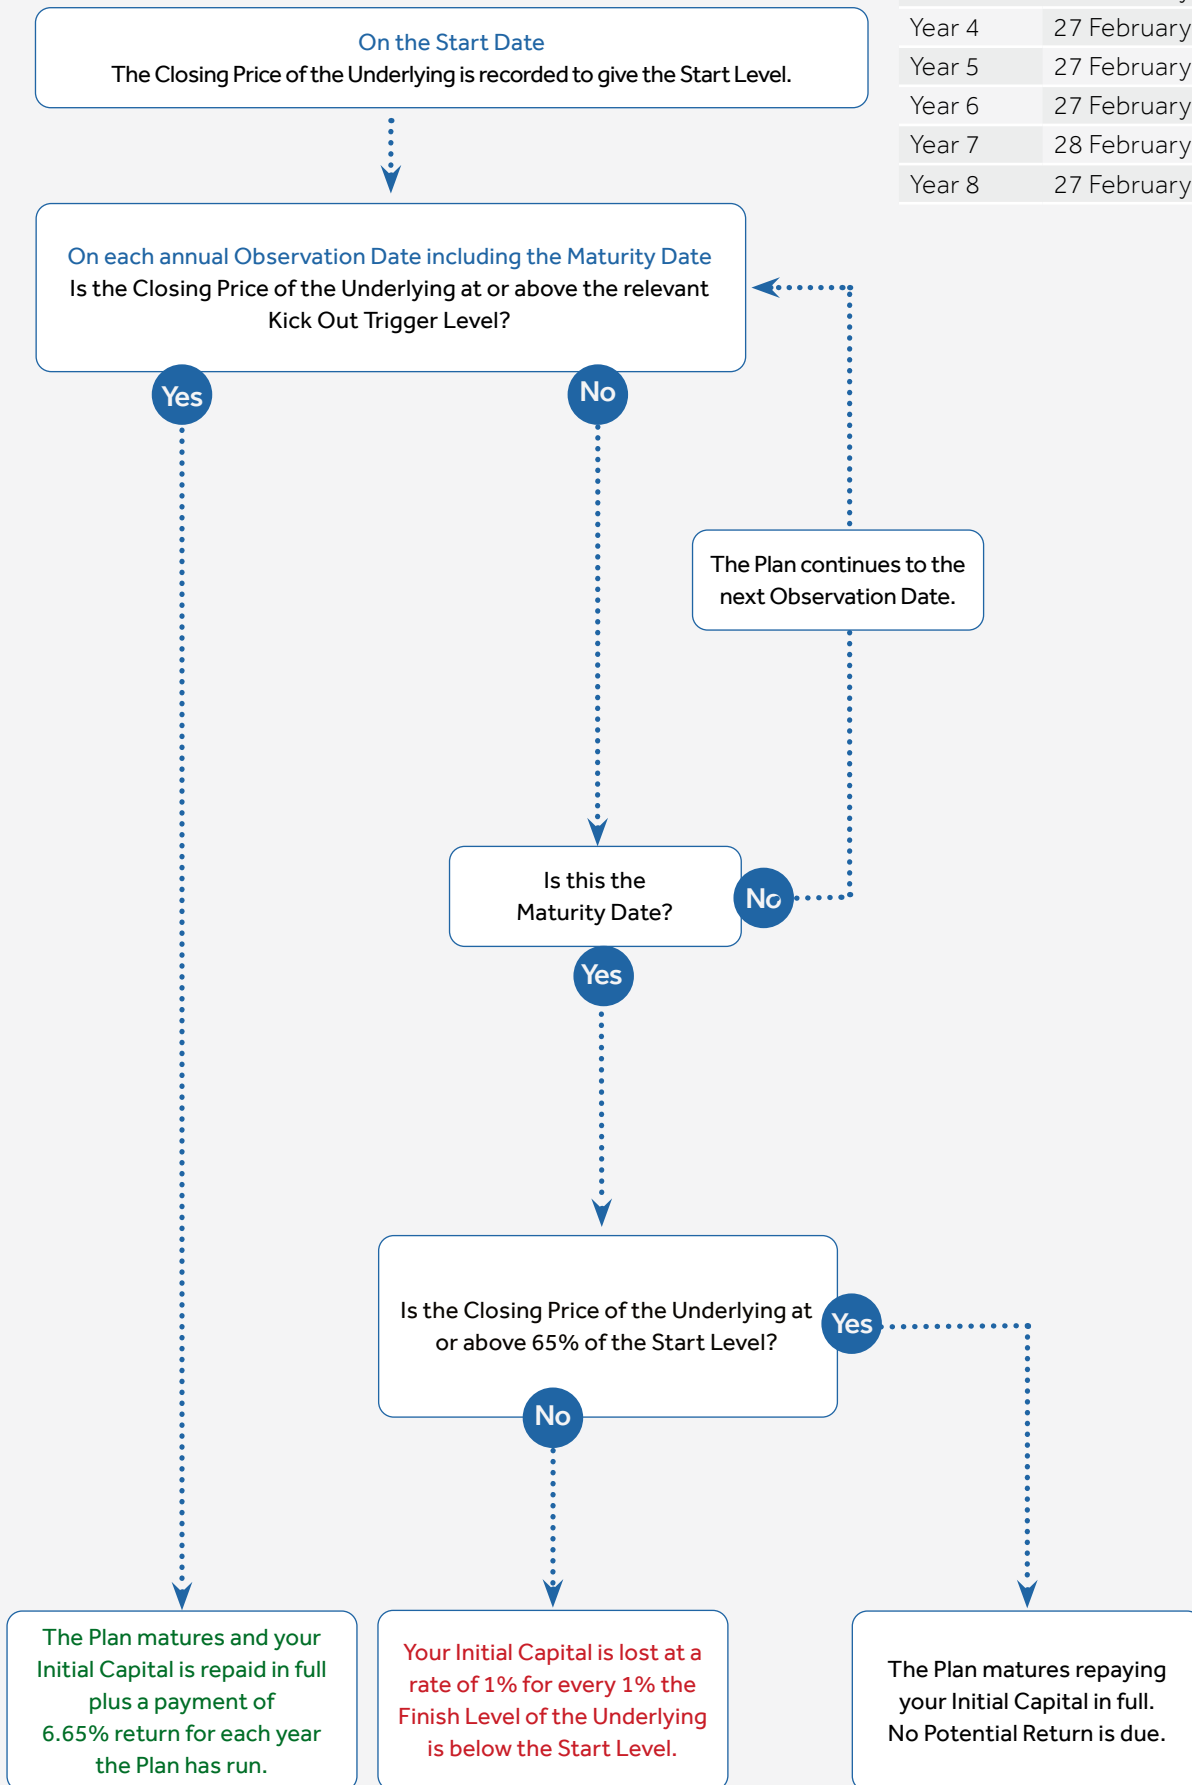 On the Start Date
The Closing Price of the Underlying is recorded to give the Start Level.
Year 4 27 February
Year 5 27 February
Year 6 27 February
Year 7 28 February
Year 8 27 February
On each annual Observation Date including the Maturity Date
Is the Closing Price of the Underlying at or above the relevant
Kick Out Trigger Level?
Yes
No
The Plan continues to the
next Observation Date.
Is this the
Maturity Date?
No
Yes
Is the Closing Price of the Underlying at
or above 65% of the Start Level?
Yes
No
The Plan matures and your
Initial Capital is repaid in full
plus a payment of
6.65% return for each year
the Plan has run.
Your Initial Capital is lost at a
rate of 1% for every 1% the
Finish Level of the Underlying
is below the Start Level.
The Plan matures repaying
your Initial Capital in full.
No Potential Return is due.